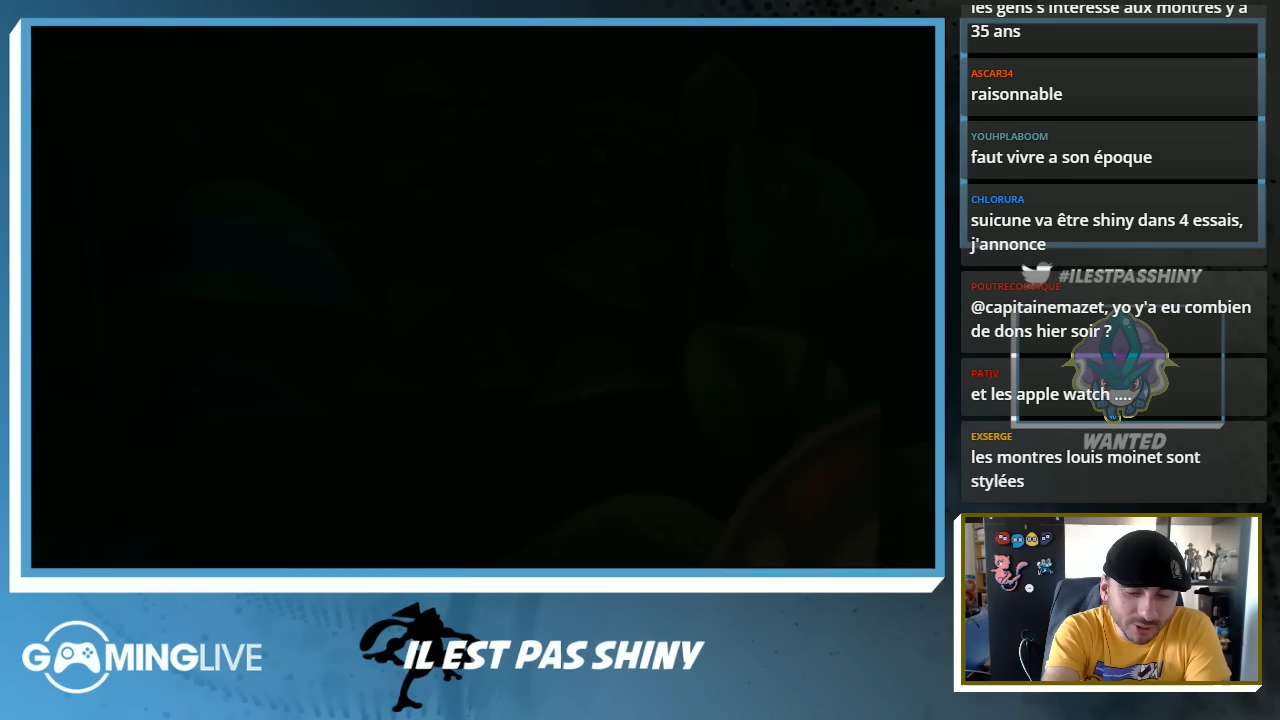 les gens s'intéresse aux montres y a
35 ans
ASCAR34
raisonnable
YOUHPLABOOM
faut vivre a son époque
CHLORURA
suicune va être shiny dans 4 essais,
j'annonce
#ILESTPASSHINY
POUTRECOSMIQUE
@capitainemazet, yo y'a eu combien
de dons hier soir ?
PATJV
et les apple watch ....
WANTED
EXSERGE
les montres louis moinet sont
stylées
GAMINGLIVE
IL EST PAS SHINY